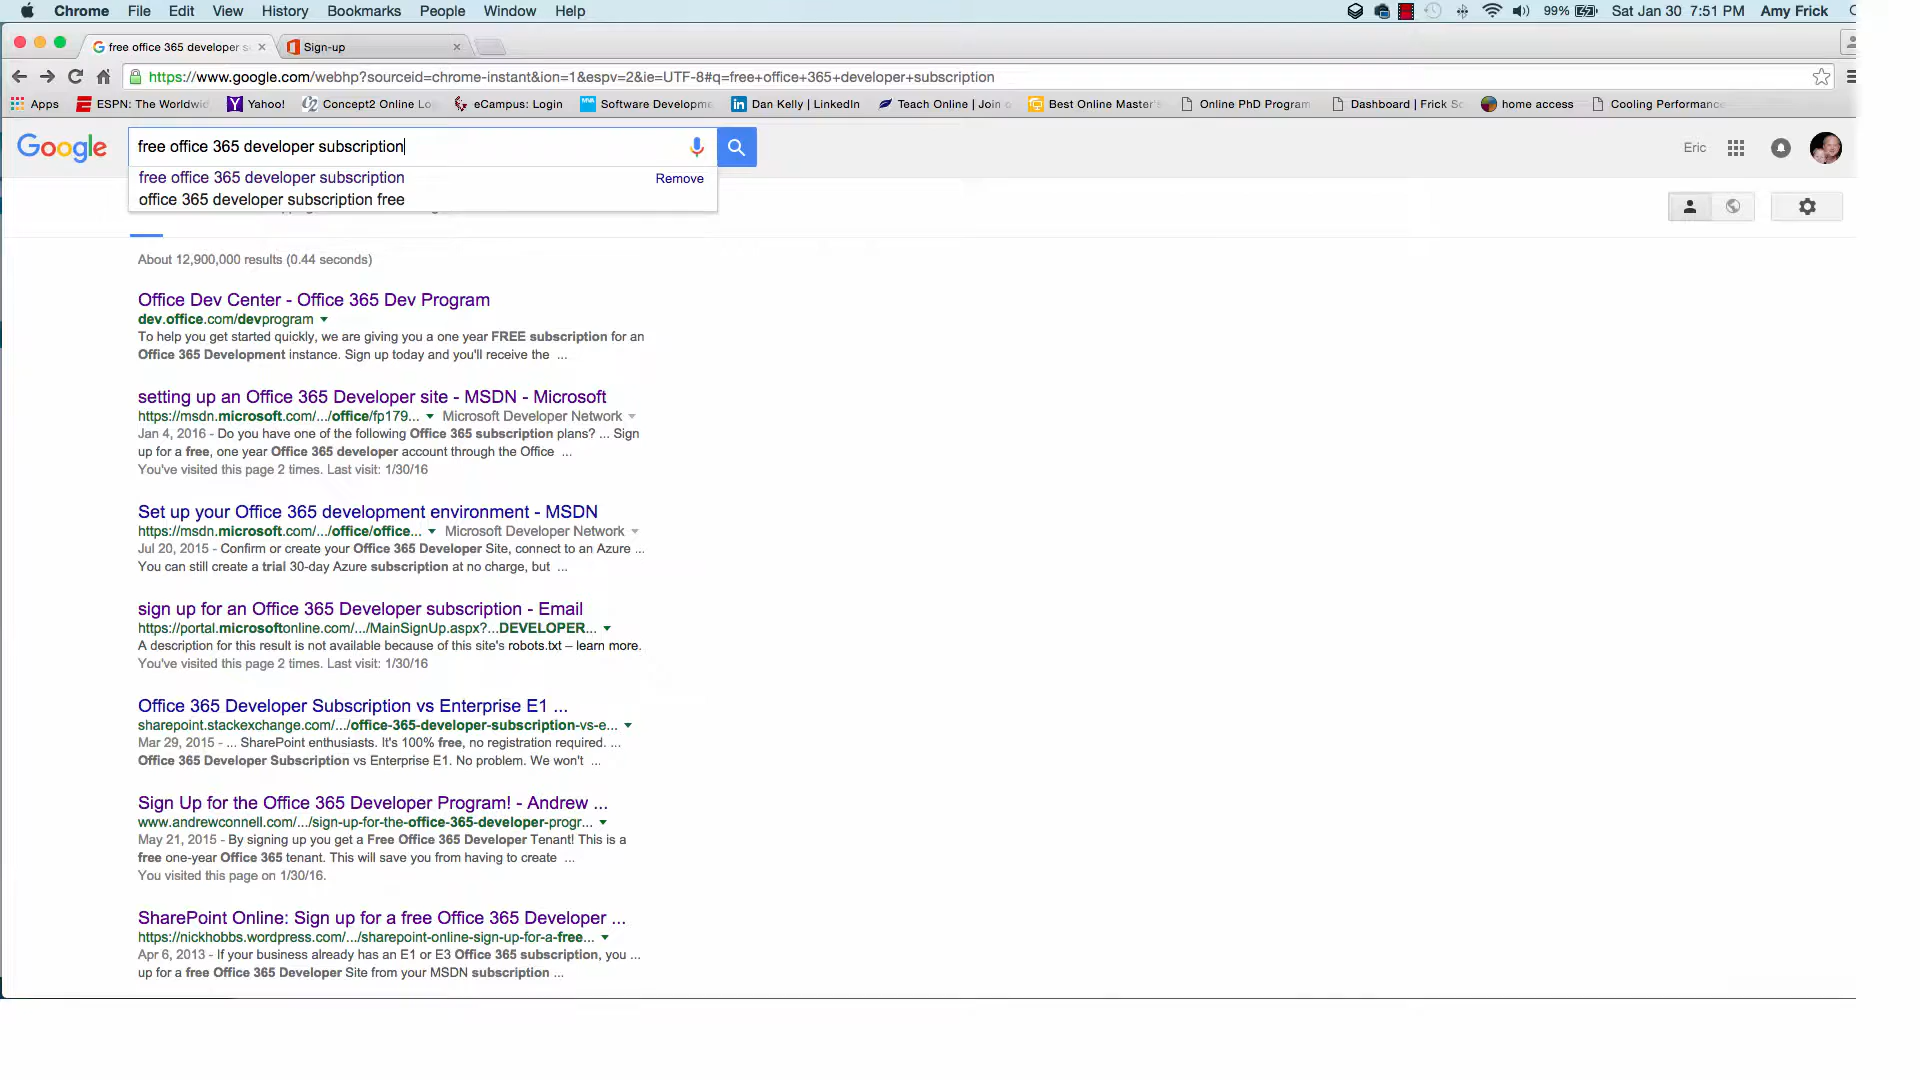 Chrome File Edit View History Bookmarks People Window Help 99% Sat Jan 30 7:51 PM Amy Frick
free office 365 developer s Sign-up
https://www.google.com/webhp?sourceid=chrome-instant&ion=1&espv=2&ie=UTF-8#q=free+office+365+developer+subscription
Apps ESPN: The Worldwid Yahoo! Concept2 Online Lo eCampus: Login Software Developme Dan Kelly | LinkedIn Teach Online | Join Best Online Master's Online PhD Program Dashboard | Frick Sc home access Cooling Performanc
Google free office 365 developer subscription Eric
free office 365 developer subscription Remove
office 365 developer subscription free
About 12,900,000 results (0.44 seconds)
Office Dev Center - Office 365 Dev Program
dev.office.com/devprogram
To help you get started quickly, we are giving you a one year FREE subscription for an
Office 365 Development instance. Sign up today and you'll receive the ...
setting up an Office 365 Developer site - MSDN - Microsoft
https://msdn.microsoft.com/.../office/fp179... Microsoft Developer Network
Jan 4, 2016 - Do you have one of the following Office 365 subscription plans? ... Sign
up for a free, one year Office 365 developer account through the Office ...
You've visited this page 2 times. Last visit: 1/30/16
Set up your Office 365 development environment - MSDN
https://msdn.microsoft.com/.../office/office... Microsoft Developer Network
Jul 20, 2015 - Confirm or create your Office 365 Developer Site, connect to an Azure ...
You can still create a trial 30-day Azure subscription at no charge, but ...
sign up for an Office 365 Developer subscription - Email
https://portal.microsoftonline.com/.../MainSignUp.aspx?...DEVELOPER...
A description for this result is not available because of this site's robots.txt – learn more.
You've visited this page 2 times. Last visit: 1/30/16
Office 365 Developer Subscription vs Enterprise E1 ...
sharepoint.stackexchange.com/.../office-365-developer-subscription-vs-e...
Mar 29, 2015 - ... SharePoint enthusiasts. It's 100% free, no registration required. ...
Office 365 Developer Subscription vs Enterprise E1. No problem. We won't ...
Sign Up for the Office 365 Developer Program! - Andrew ...
www.andrewconnell.com/.../sign-up-for-the-office-365-developer-progr...
May 21, 2015 - By signing up you get a Free Office 365 Developer Tenant! This is a
free one-year Office 365 tenant. This will save you from having to create ...
You visited this page on 1/30/16.
SharePoint Online: Sign up for a free Office 365 Developer ...
https://nickhobbs.wordpress.com/.../sharepoint-online-sign-up-for-a-free...
Apr 6, 2013 - If your business already has an E1 or E3 Office 365 subscription, you ...
up for a free Office 365 Developer Site from your MSDN subscription ...